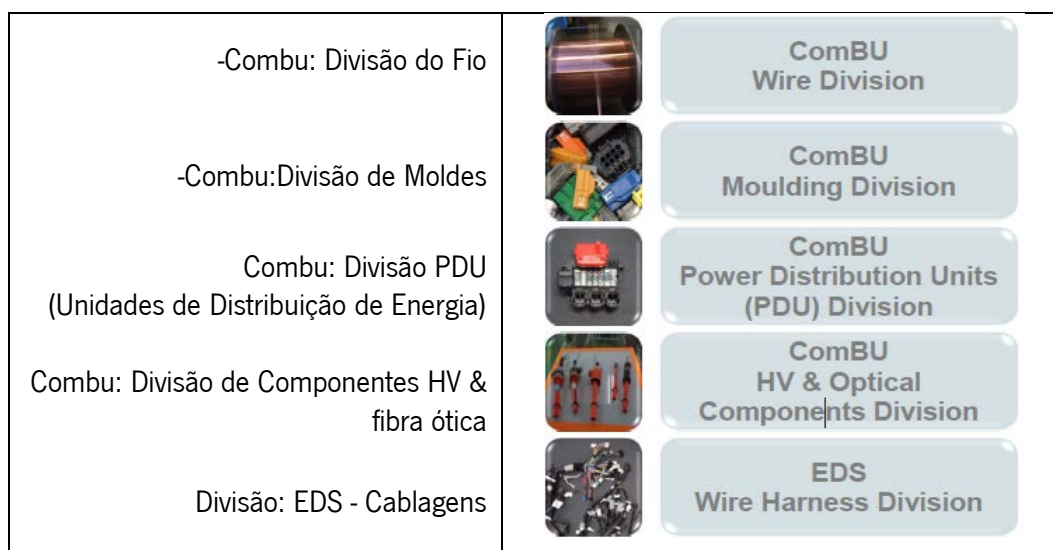 -Combu: Divisão do Fio
ComBU
Wire Division
-Combu:Divisão de Moldes
ComBU
Moulding Division
Combu: Divisão PDU
(Unidades de Distribuição de Energia)
ComBU
Power Distribution Units
(PDU) Division
Combu: Divisão de Componentes HV &
fibra ótica
ComBU
HV & Optical
Components Division
Divisão: EDS - Cablagens
EDS
Wire Harness Division